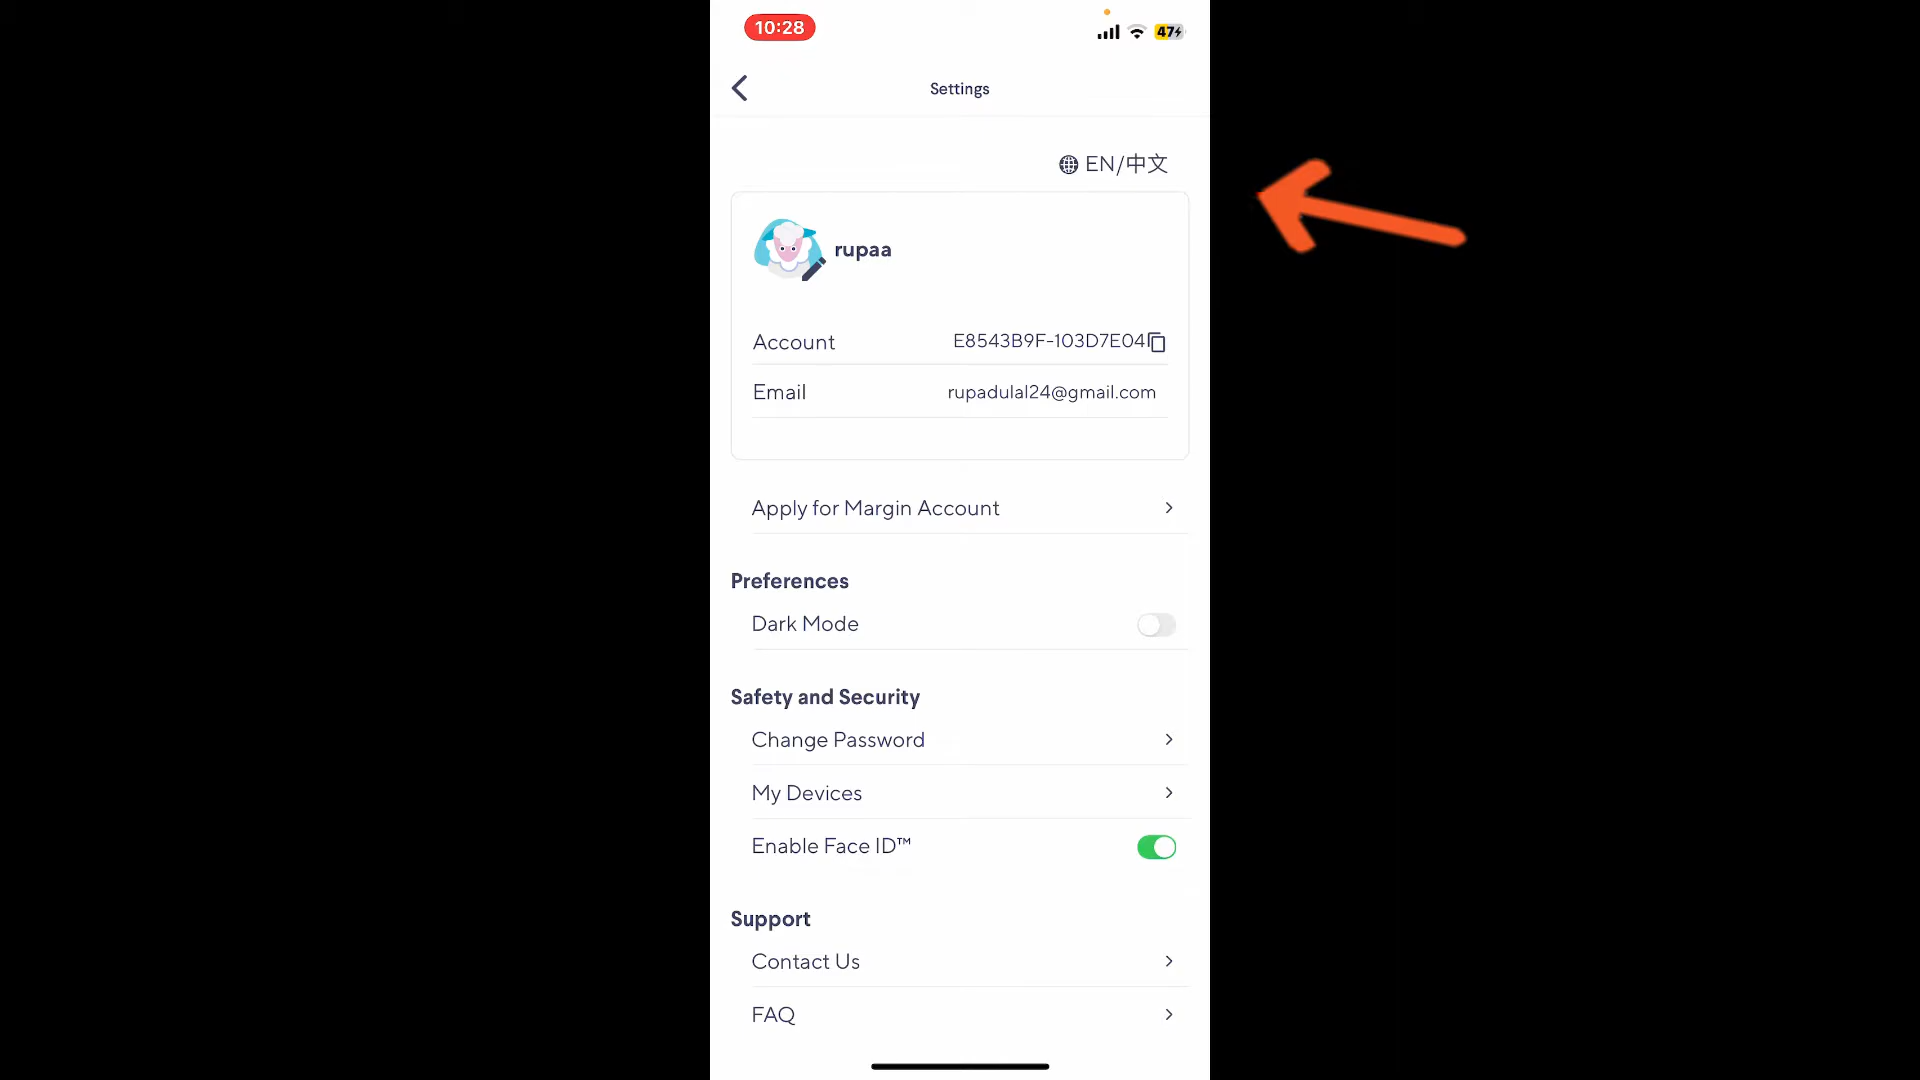 10:28
47
Settings
EN/中文
rupaa
Account E8543B9F-103D7E04
Email rupadulal24@gmail.com
Apply for Margin Account
Preferences
Dark Mode
Safety and Security
Change Password
My Devices
Enable Face ID™
Support
Contact Us
FAQ